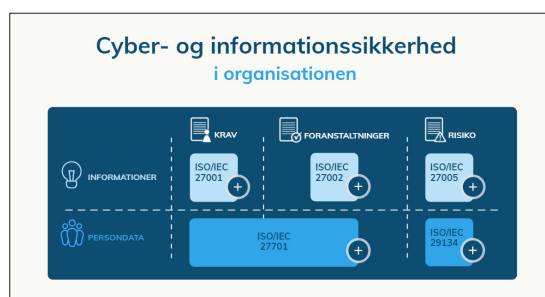 Cyber- og informationssikkerhed
i organisationen
KRAV
FORANSTALTNINGER
RISIKO
INFORMATIONER
ISO/IEC
27001
+
ISO/IEC
27002
+
ISO/IEC
27005
+
PERSONDATA
ISO/IEC
27701
+
ISO/IEC
29134
+